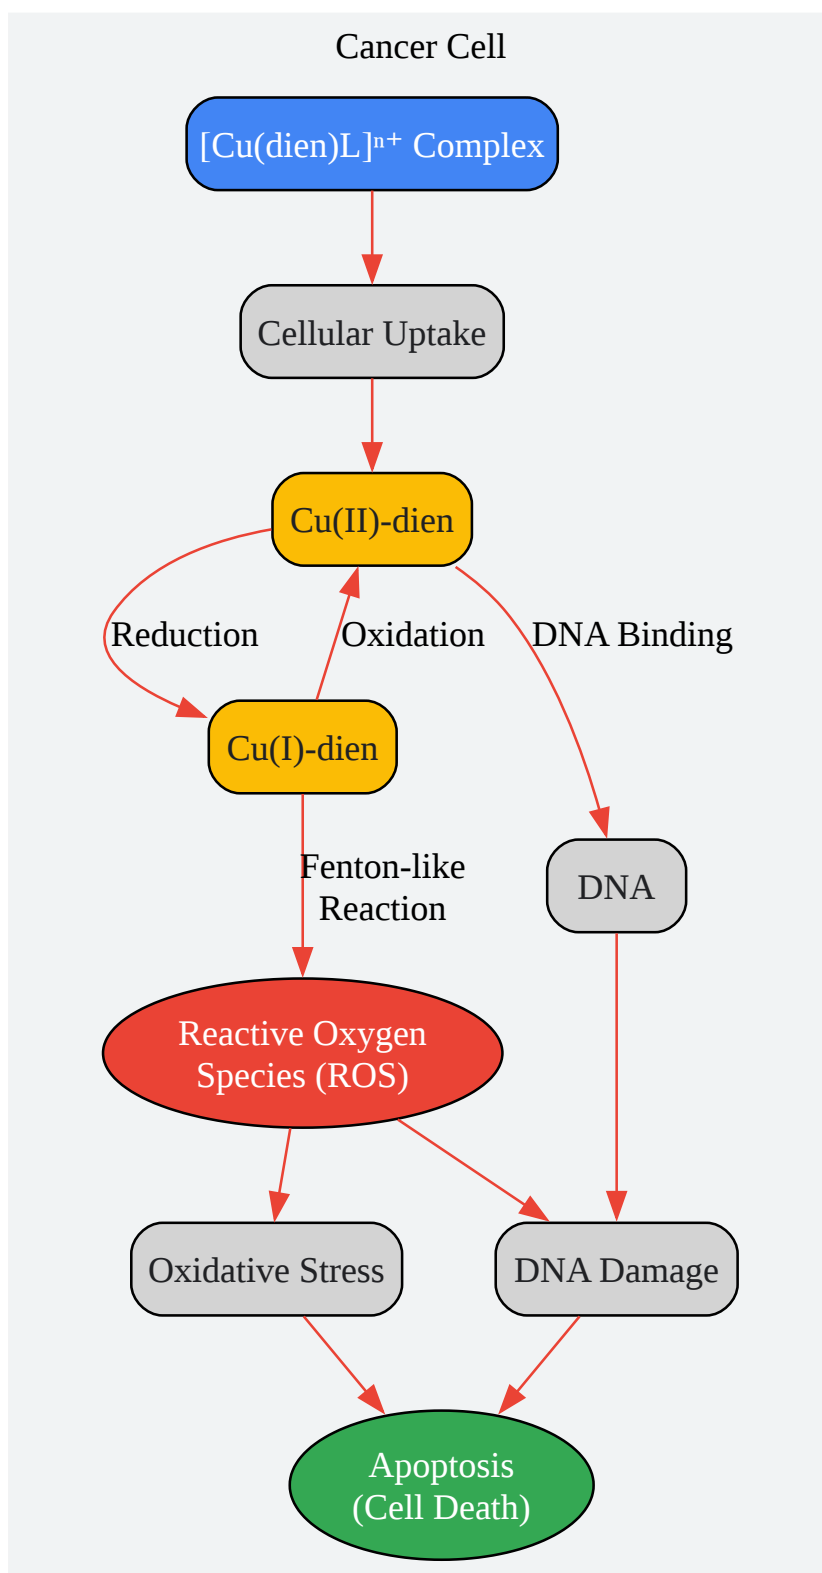 Cancer Cell
[Cu(dien)L]ⁿ⁺ Complex
Cellular Uptake
Cu(II)-dien
Reduction
Oxidation
DNA Binding
Cu(I)-dien
Fenton-like
Reaction
DNA
Reactive Oxygen
Species (ROS)
Oxidative Stress
DNA Damage
Apoptosis
(Cell Death)